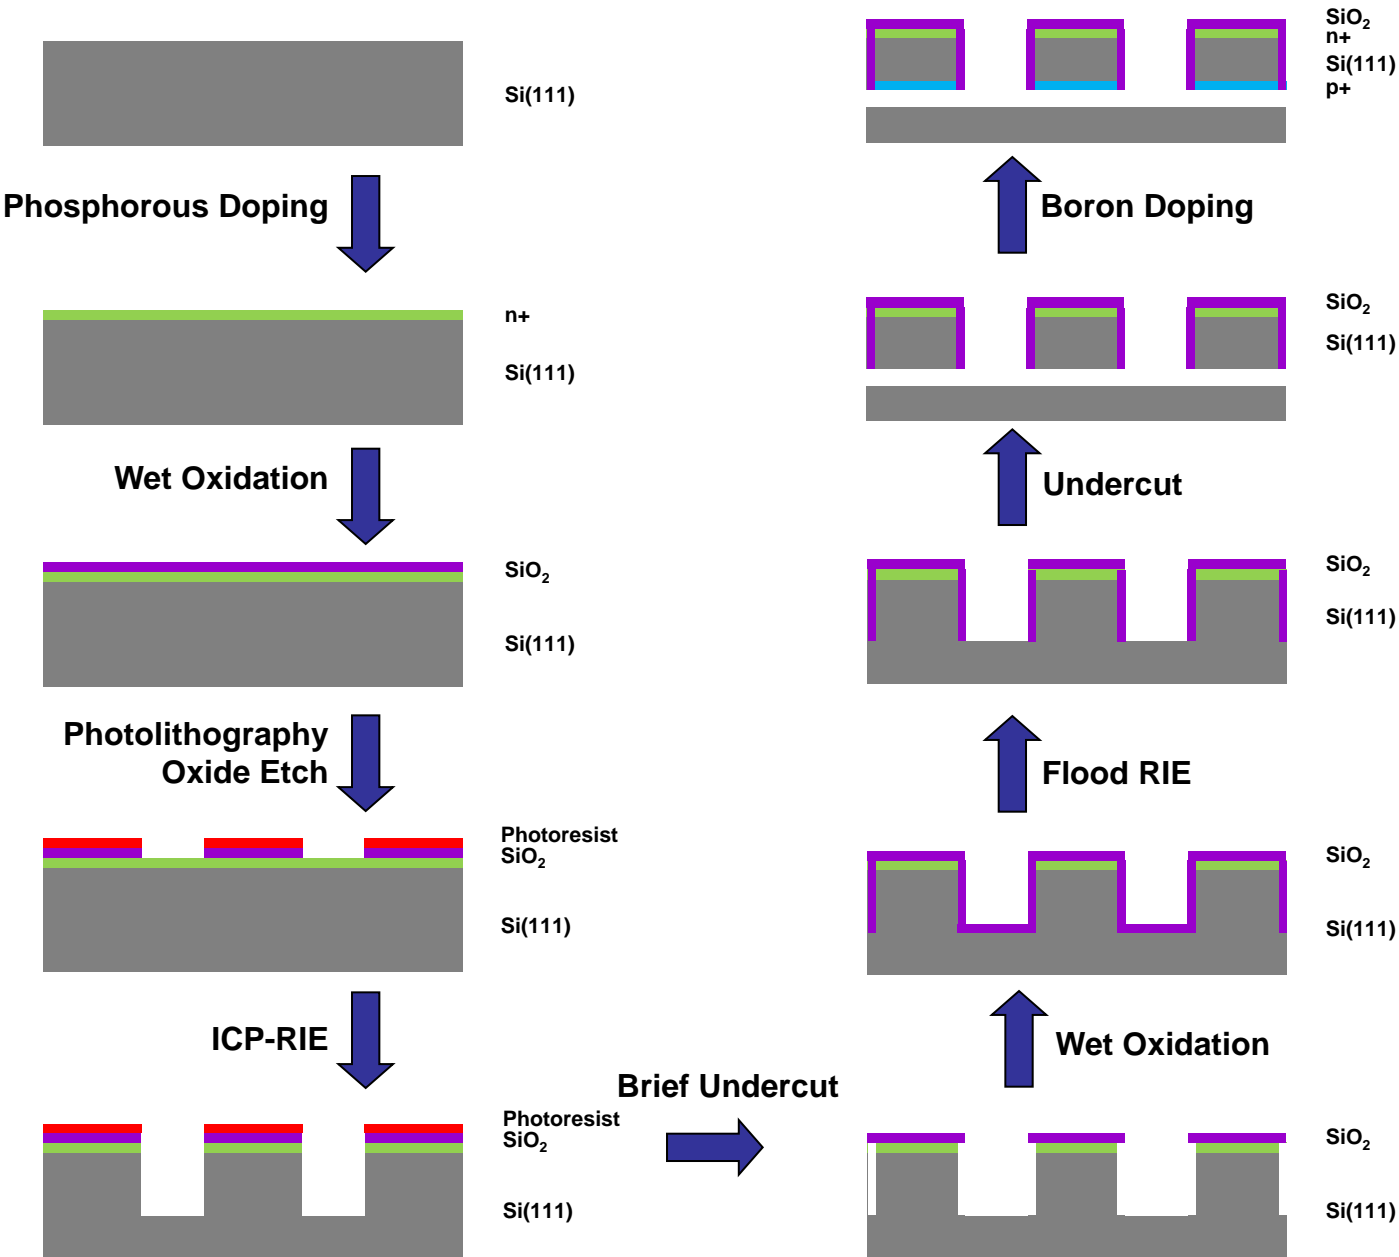 Si(111)
Phosphorous Doping
n+
Si(111)
Wet Oxidation
SiO₂
Si(111)
Photolithography
Oxide Etch
Photoresist
SiO₂
Si(111)
ICP-RIE
Photoresist
SiO₂
Si(111)
Brief Undercut
SiO₂
Si(111)
Wet Oxidation
SiO₂
Si(111)
Flood RIE
SiO₂
Si(111)
Undercut
SiO₂
Si(111)
Boron Doping
SiO₂
n+
Si(111)
p+